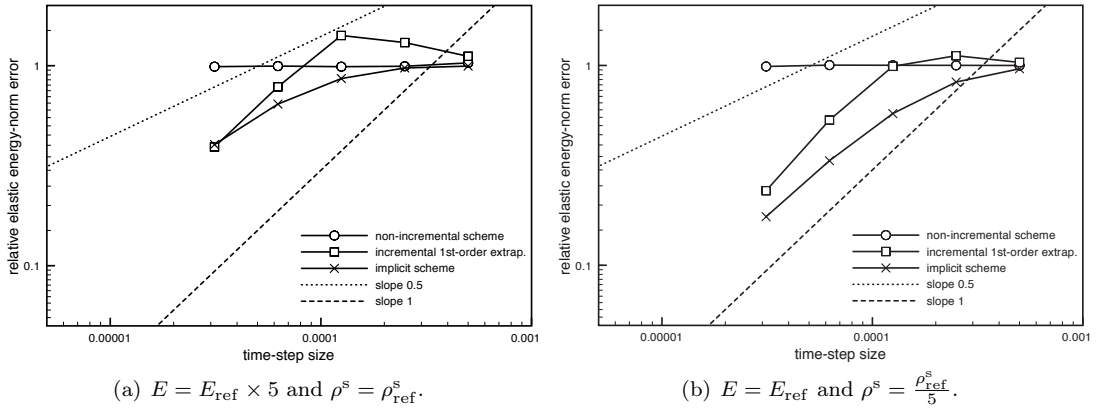 relative elastic energy-norm error
1
0.1
non-incremental scheme
incremental 1st-order extrap.
implicit scheme
slope 0.5
slope 1
0.00001
0.0001
0.001
time-step size
(a) E = E_ref × 5 and ρ^s = ρ^s_ref.
relative elastic energy-norm error
1
0.1
non-incremental scheme
incremental 1st-order extrap.
implicit scheme
slope 0.5
slope 1
0.00001
0.0001
0.001
time-step size
(b) E = E_ref and ρ^s = ρ^s_ref/5.